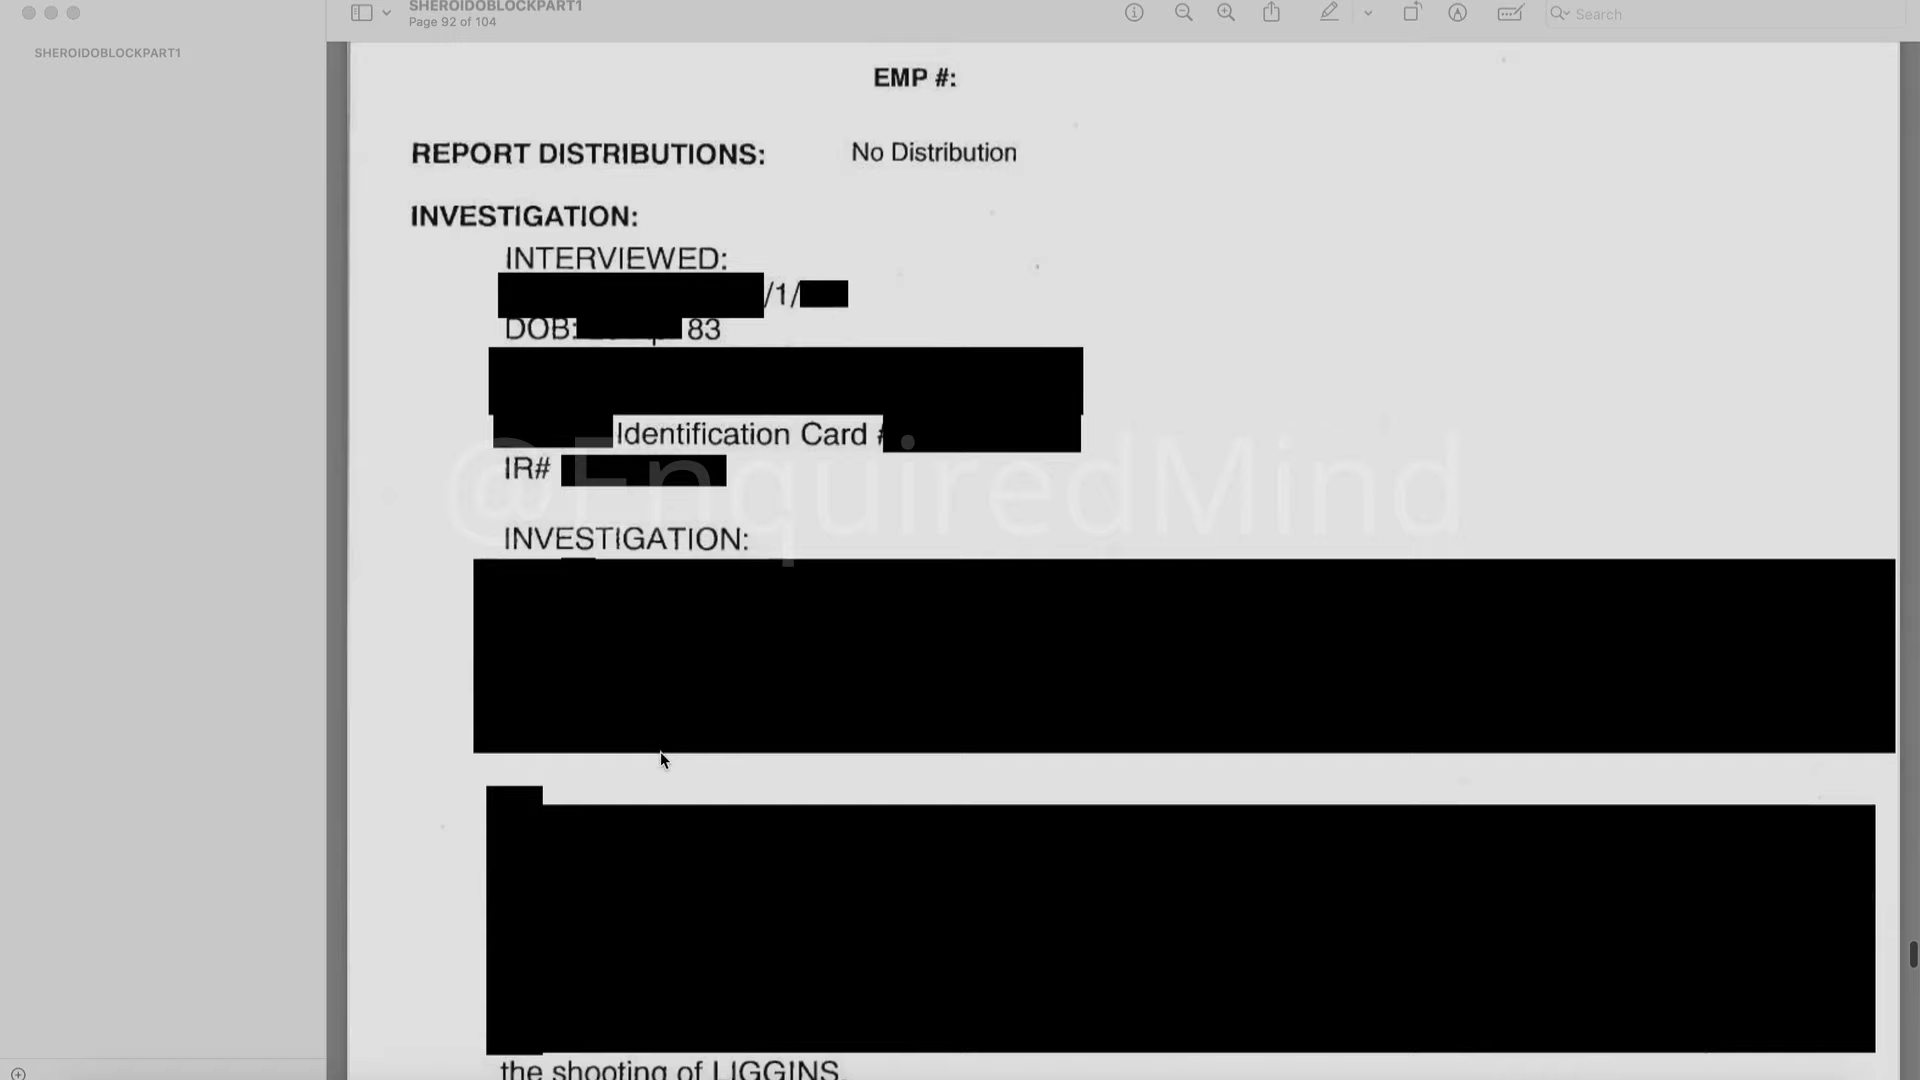 SHEROIDOBLOCKPART1
Page 92 of 104
Search
SHEROIDOBLOCKPART1
EMP #:
REPORT DISTRIBUTIONS: No Distribution
INVESTIGATION:
INTERVIEWED:
/1/
DOB: 83
Identification Card #
IR#
@EnquiredMind
INVESTIGATION:
the shooting of LIGGINS.